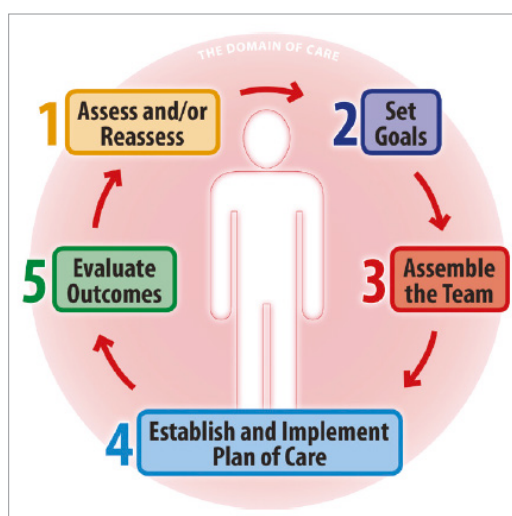 THE DOMAIN OF CARE
1 Assess and/or
Reassess
2 Set
Goals
3 Assemble
the Team
4 Establish and Implement
Plan of Care
5 Evaluate
Outcomes